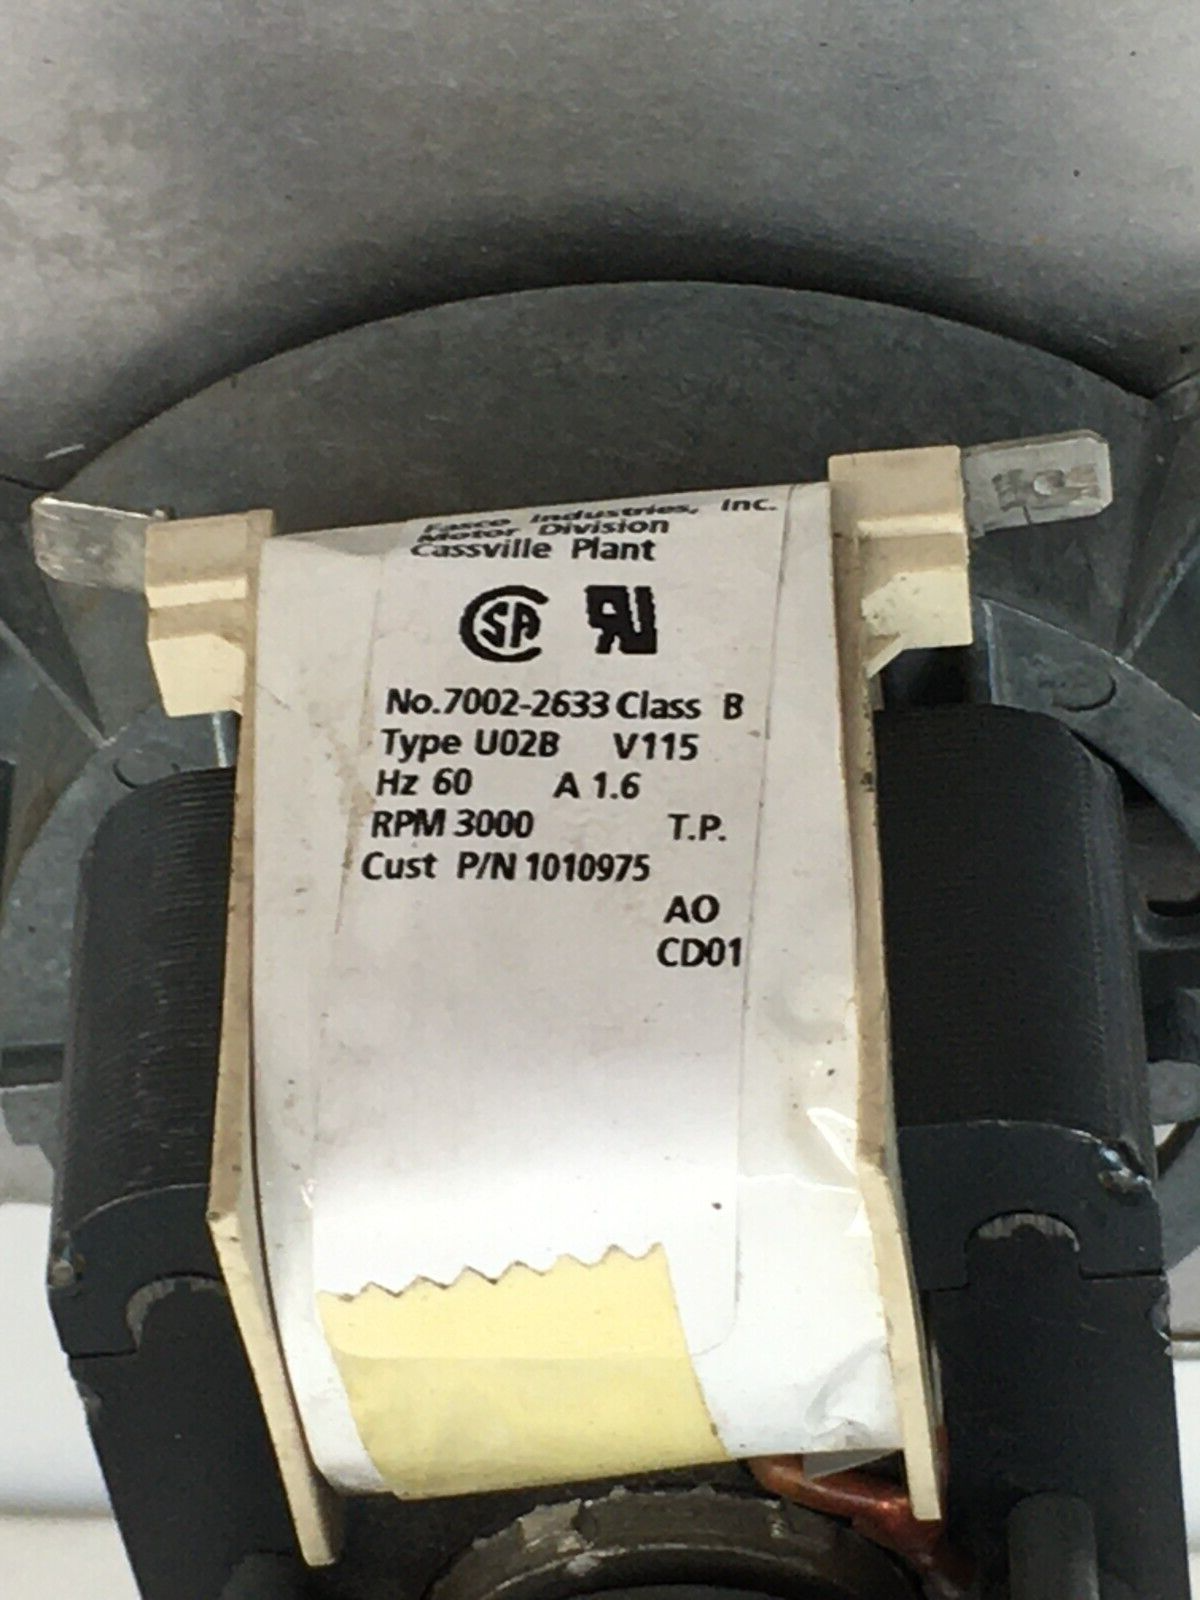 Fasco Industries, Inc.
Motor Division
Cassville Plant
No.7002-2633 Class B
Type U02B V115
Hz 60 A 1.6
RPM 3000 T.P.
Cust P/N 1010975
AO
CD01